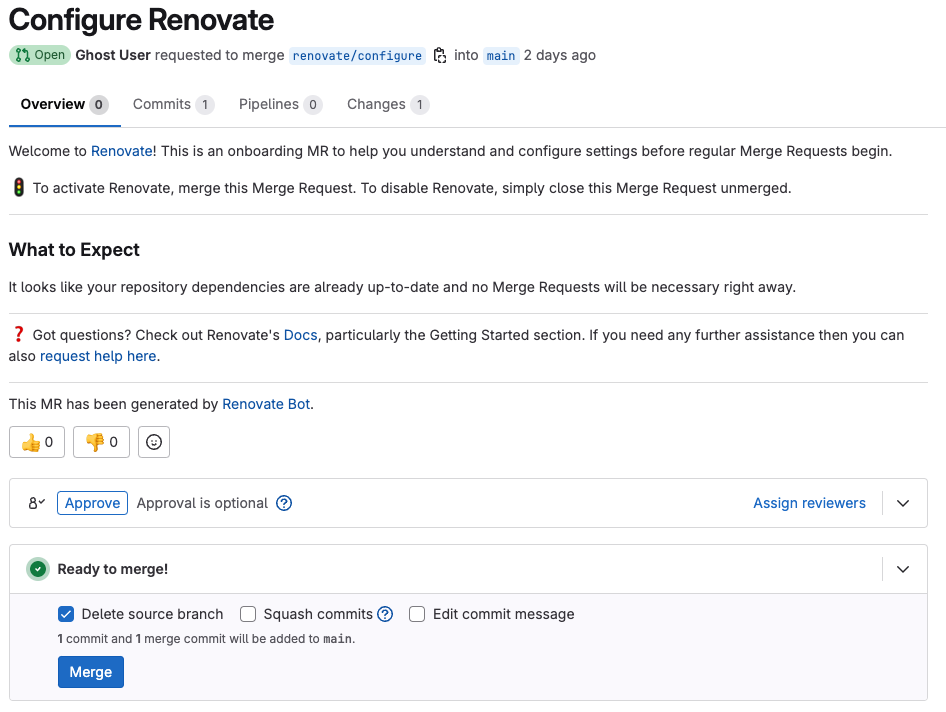 Configure Renovate
Open Ghost User requested to merge renovate/configure into main 2 days ago
Overview 0 Commits 1 Pipelines 0 Changes 1
Welcome to Renovate! This is an onboarding MR to help you understand and configure settings before regular Merge Requests begin.
🚦 To activate Renovate, merge this Merge Request. To disable Renovate, simply close this Merge Request unmerged.
What to Expect
It looks like your repository dependencies are already up-to-date and no Merge Requests will be necessary right away.
❓ Got questions? Check out Renovate's Docs, particularly the Getting Started section. If you need any further assistance then you can
also request help here.
This MR has been generated by Renovate Bot.
👍 0 👎 0
Approve Approval is optional Assign reviewers
Ready to merge!
Delete source branch Squash commits Edit commit message
1 commit and 1 merge commit will be added to main.
Merge